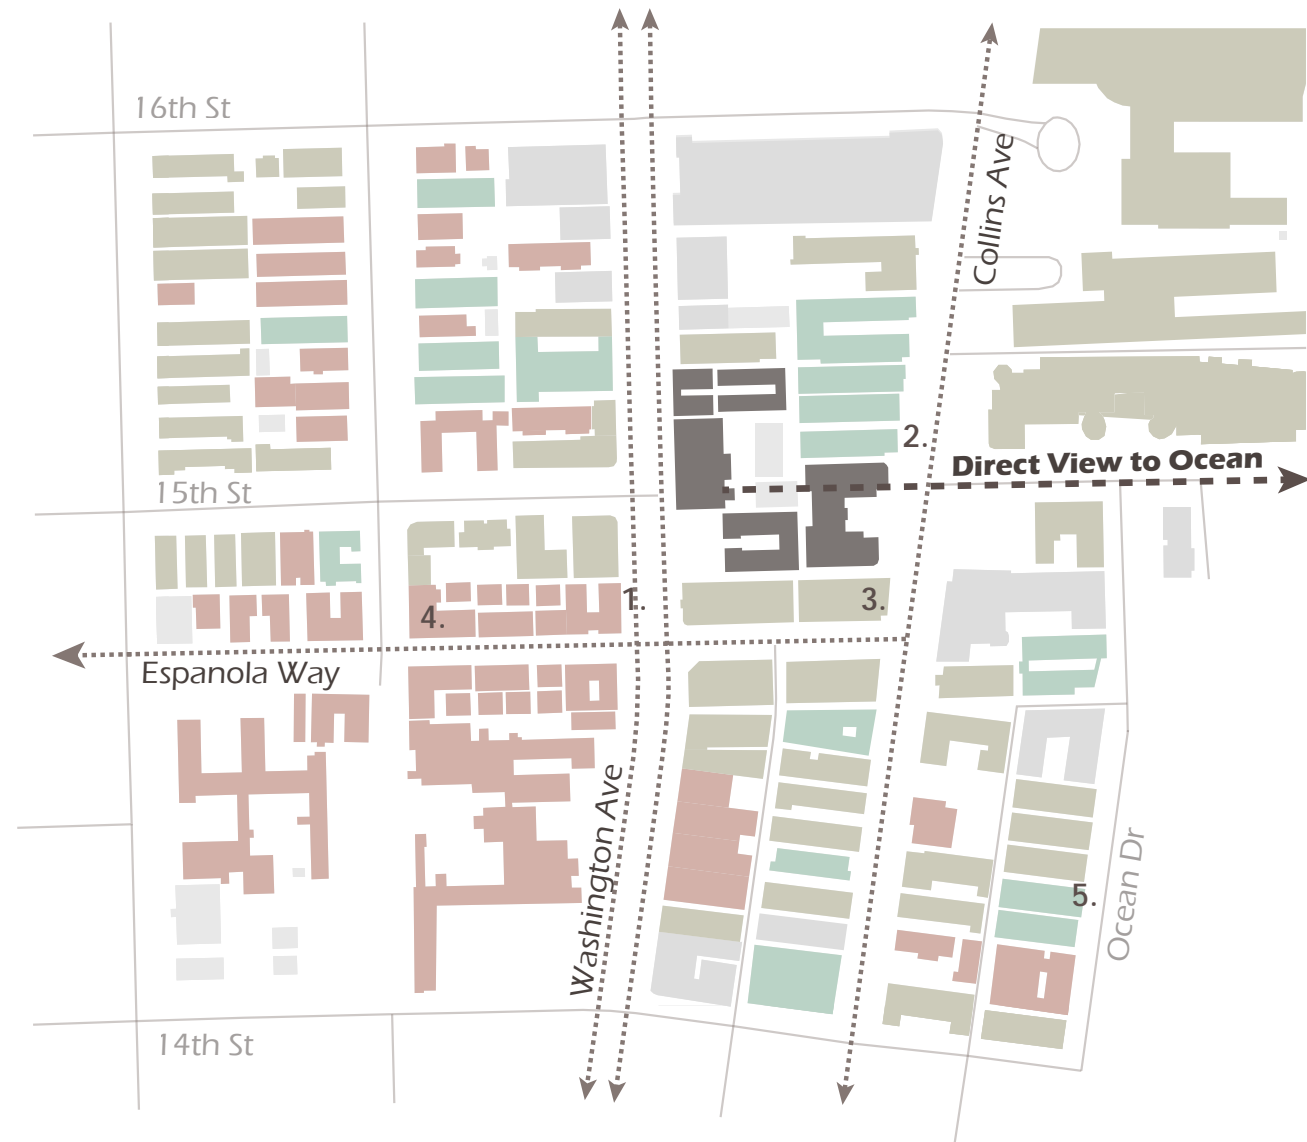 16th St
Collins Ave
2.
Direct View to Ocean
15th St
1.
3.
4.
Espanola Way
Washington Ave
5.
Ocean Dr
14th St